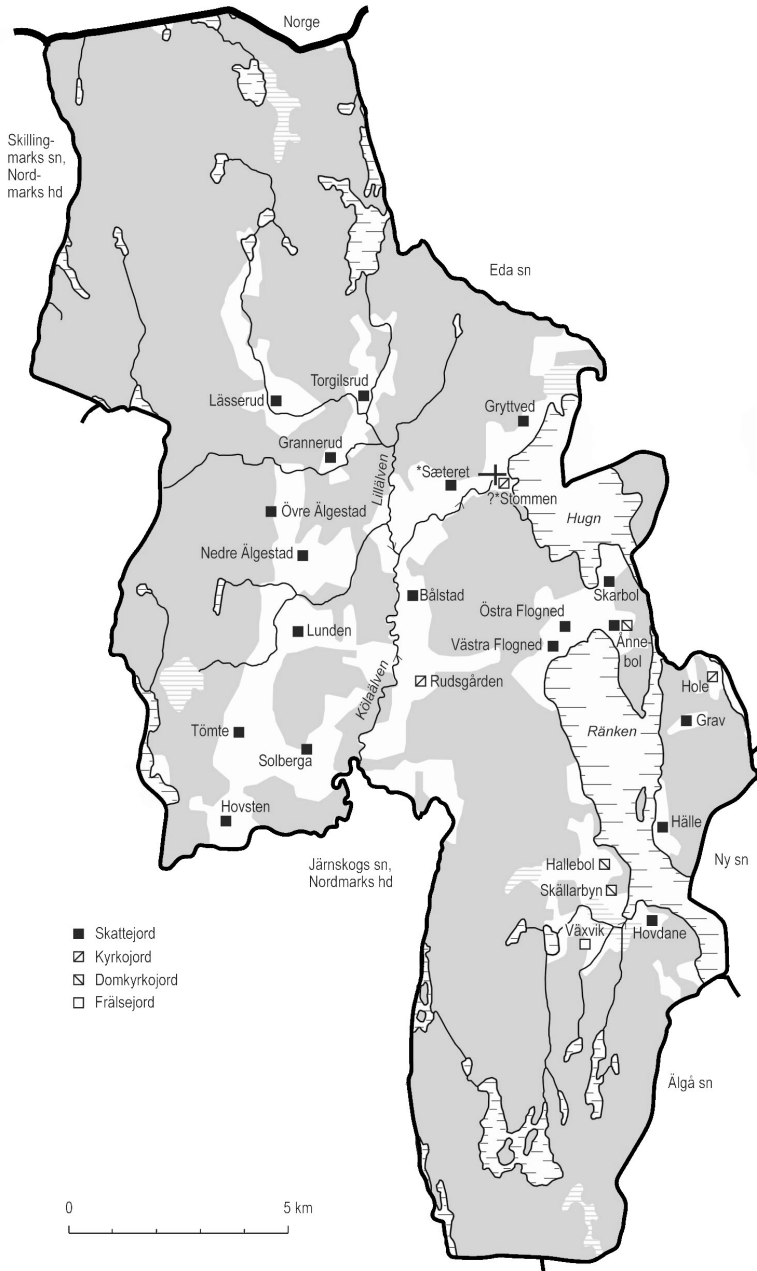 Norge
Skilling-
marks sn,
Nord-
marks hd
Eda sn
Torgilsrud
Lässerud
Gryttved
Grannerud
Lillälven
*Sæteret
?*Stommen
Övre Älgestad
Hugn
Nedre Älgestad
Bålstad
Skarbol
Östra Flogned
Lunden
Västra Flogned
Ånne-
bol
Rudsgården
Hole
Kölaälven
Grav
Tömte
Ränken
Solberga
Hovsten
Hälle
Järnskogs sn,
Nordmarks hd
Hallebol
Ny sn
Skällarbyn
Växvik
Hovdane
Skattejord
Kyrkojord
Domkyrkojord
Frälsejord
Älgå sn
0 5 km